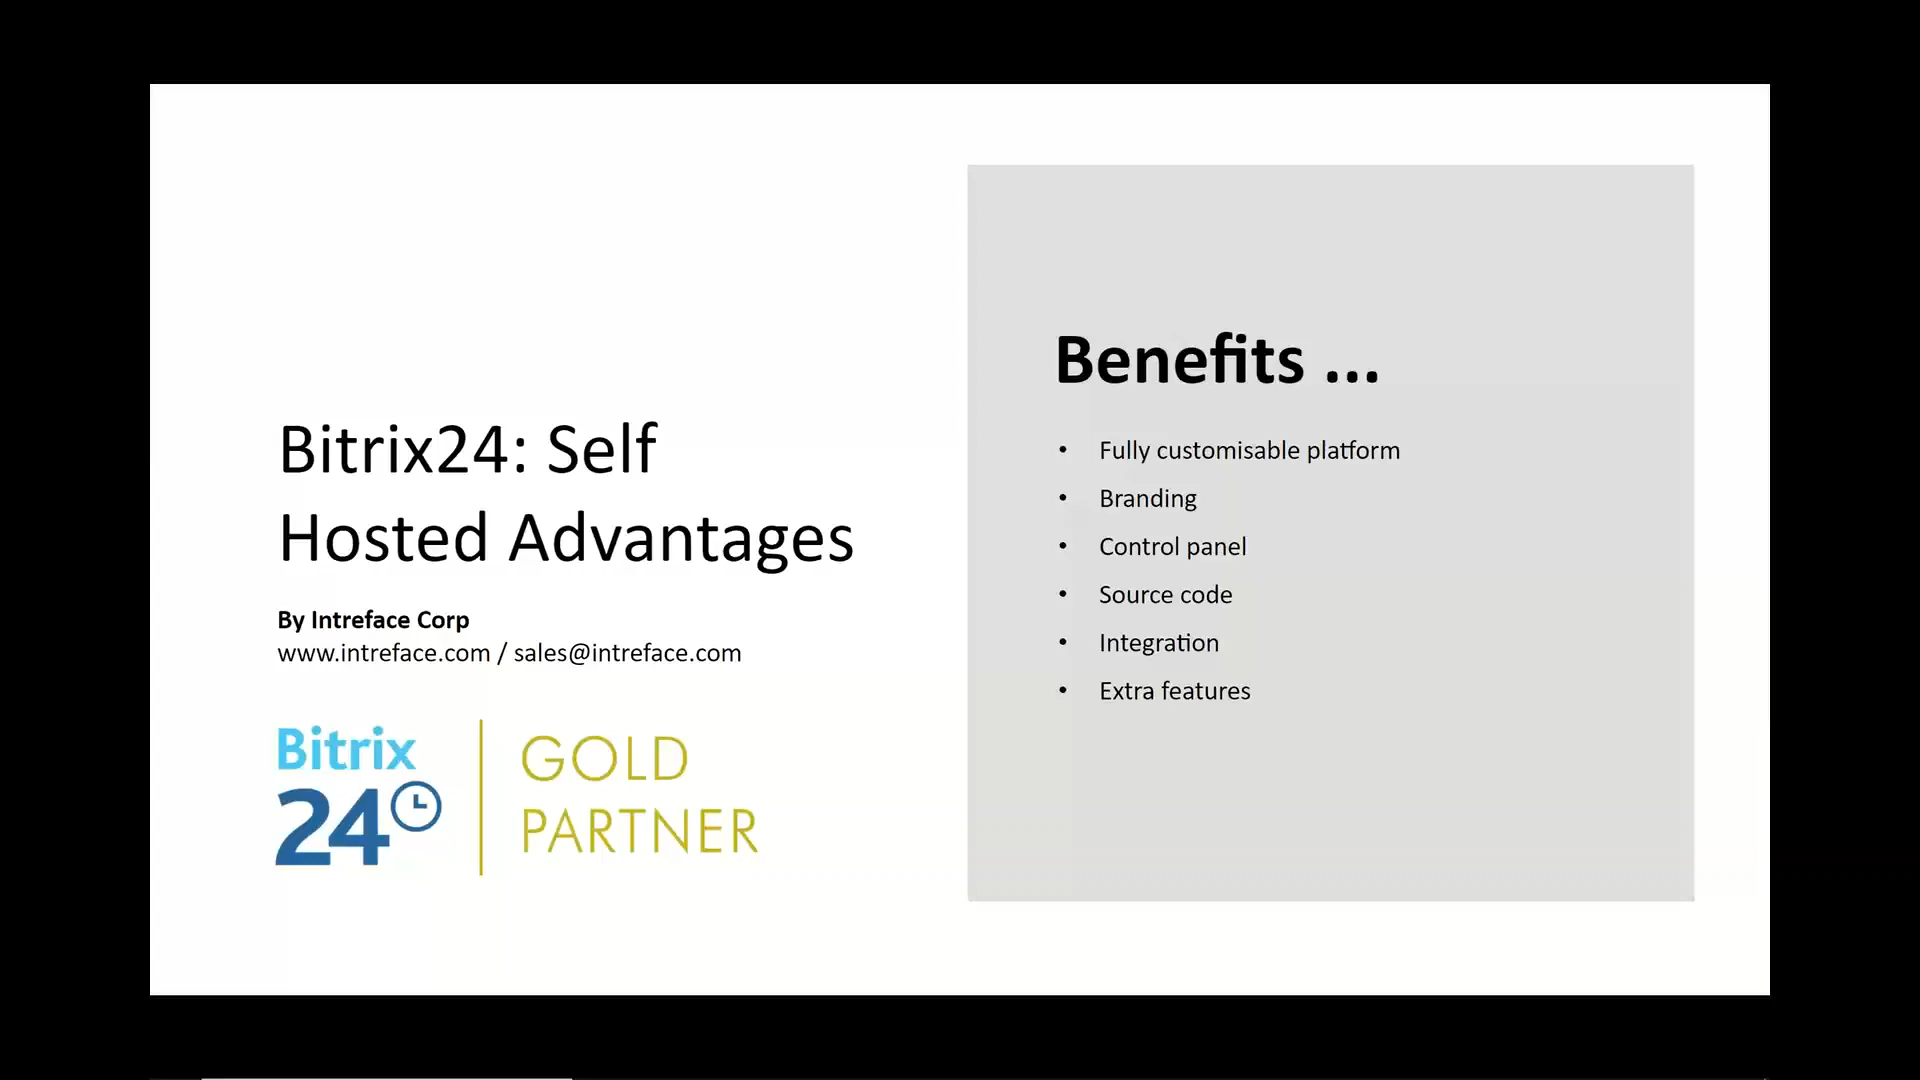 Bitrix24: Self
Hosted Advantages
By Intreface Corp
www.intreface.com / sales@intreface.com
Bitrix
24
GOLD
PARTNER
Benefits ...
• Fully customisable platform
• Branding
• Control panel
• Source code
• Integration
• Extra features